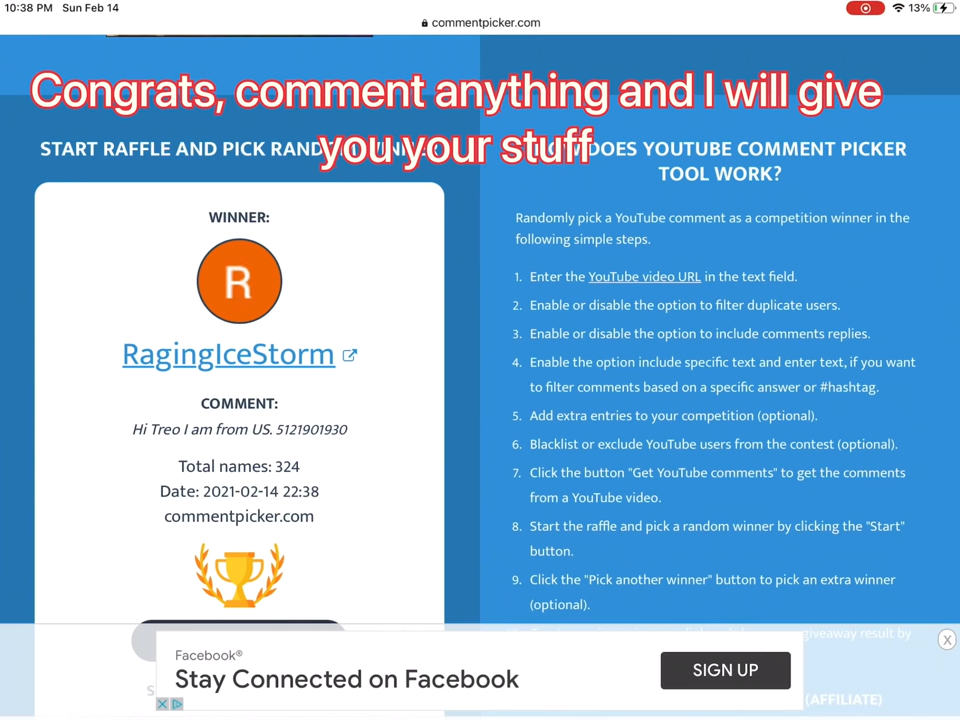 10:38 PM Sun Feb 14
13%
commentpicker.com
Congrats, comment anything and I will give
you your stuff
START RAFFLE AND PICK
WINNER:
R
RagingIceStorm
COMMENT:
Hi Treo I am from US. 5121901930
Total names: 324
Date: 2021-02-14 22:38
commentpicker.com
DOES YOUTUBE COMMENT PICKER
TOOL WORK?
Randomly pick a YouTube comment as a competition winner in the
following simple steps.
1. Enter the YouTube video URL in the text field.
2. Enable or disable the option to filter duplicate users.
3. Enable or disable the option to include comments replies.
4. Enable the option include specific text and enter text, if you want
to filter comments based on a specific answer or #hashtag.
5. Add extra entries to your competition (optional).
6. Blacklist or exclude YouTube users from the contest (optional).
7. Click the button "Get YouTube comments" to get the comments
from a YouTube video.
8. Start the raffle and pick a random winner by clicking the "Start"
button.
9. Click the "Pick another winner" button to pick an extra winner
(optional).
giveaway result by
(AFFILIATE)
Facebook®
Stay Connected on Facebook
SIGN UP